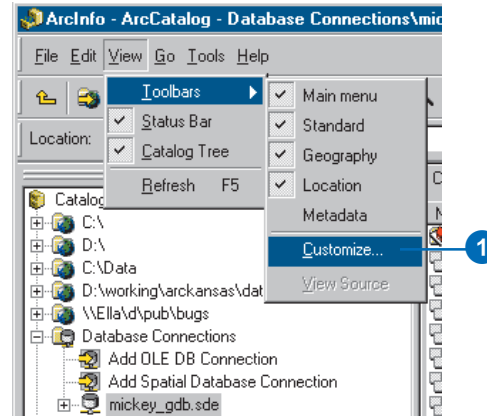 ArcInfo - ArcCatalog - Database Connections\mic
File Edit View Go Tools Help
Location:
Toolbars
Status Bar
Catalog Tree
Refresh F5
Main menu
Standard
Geography
Location
Metadata
Customize...
View Source
1
Catalog
C:\
D:\
C:\Data
D:\working\arckansas\dat
\\Ella\d\pub\bugs
Database Connections
Add OLE DB Connection
Add Spatial Database Connection
mickey_gdb.sde